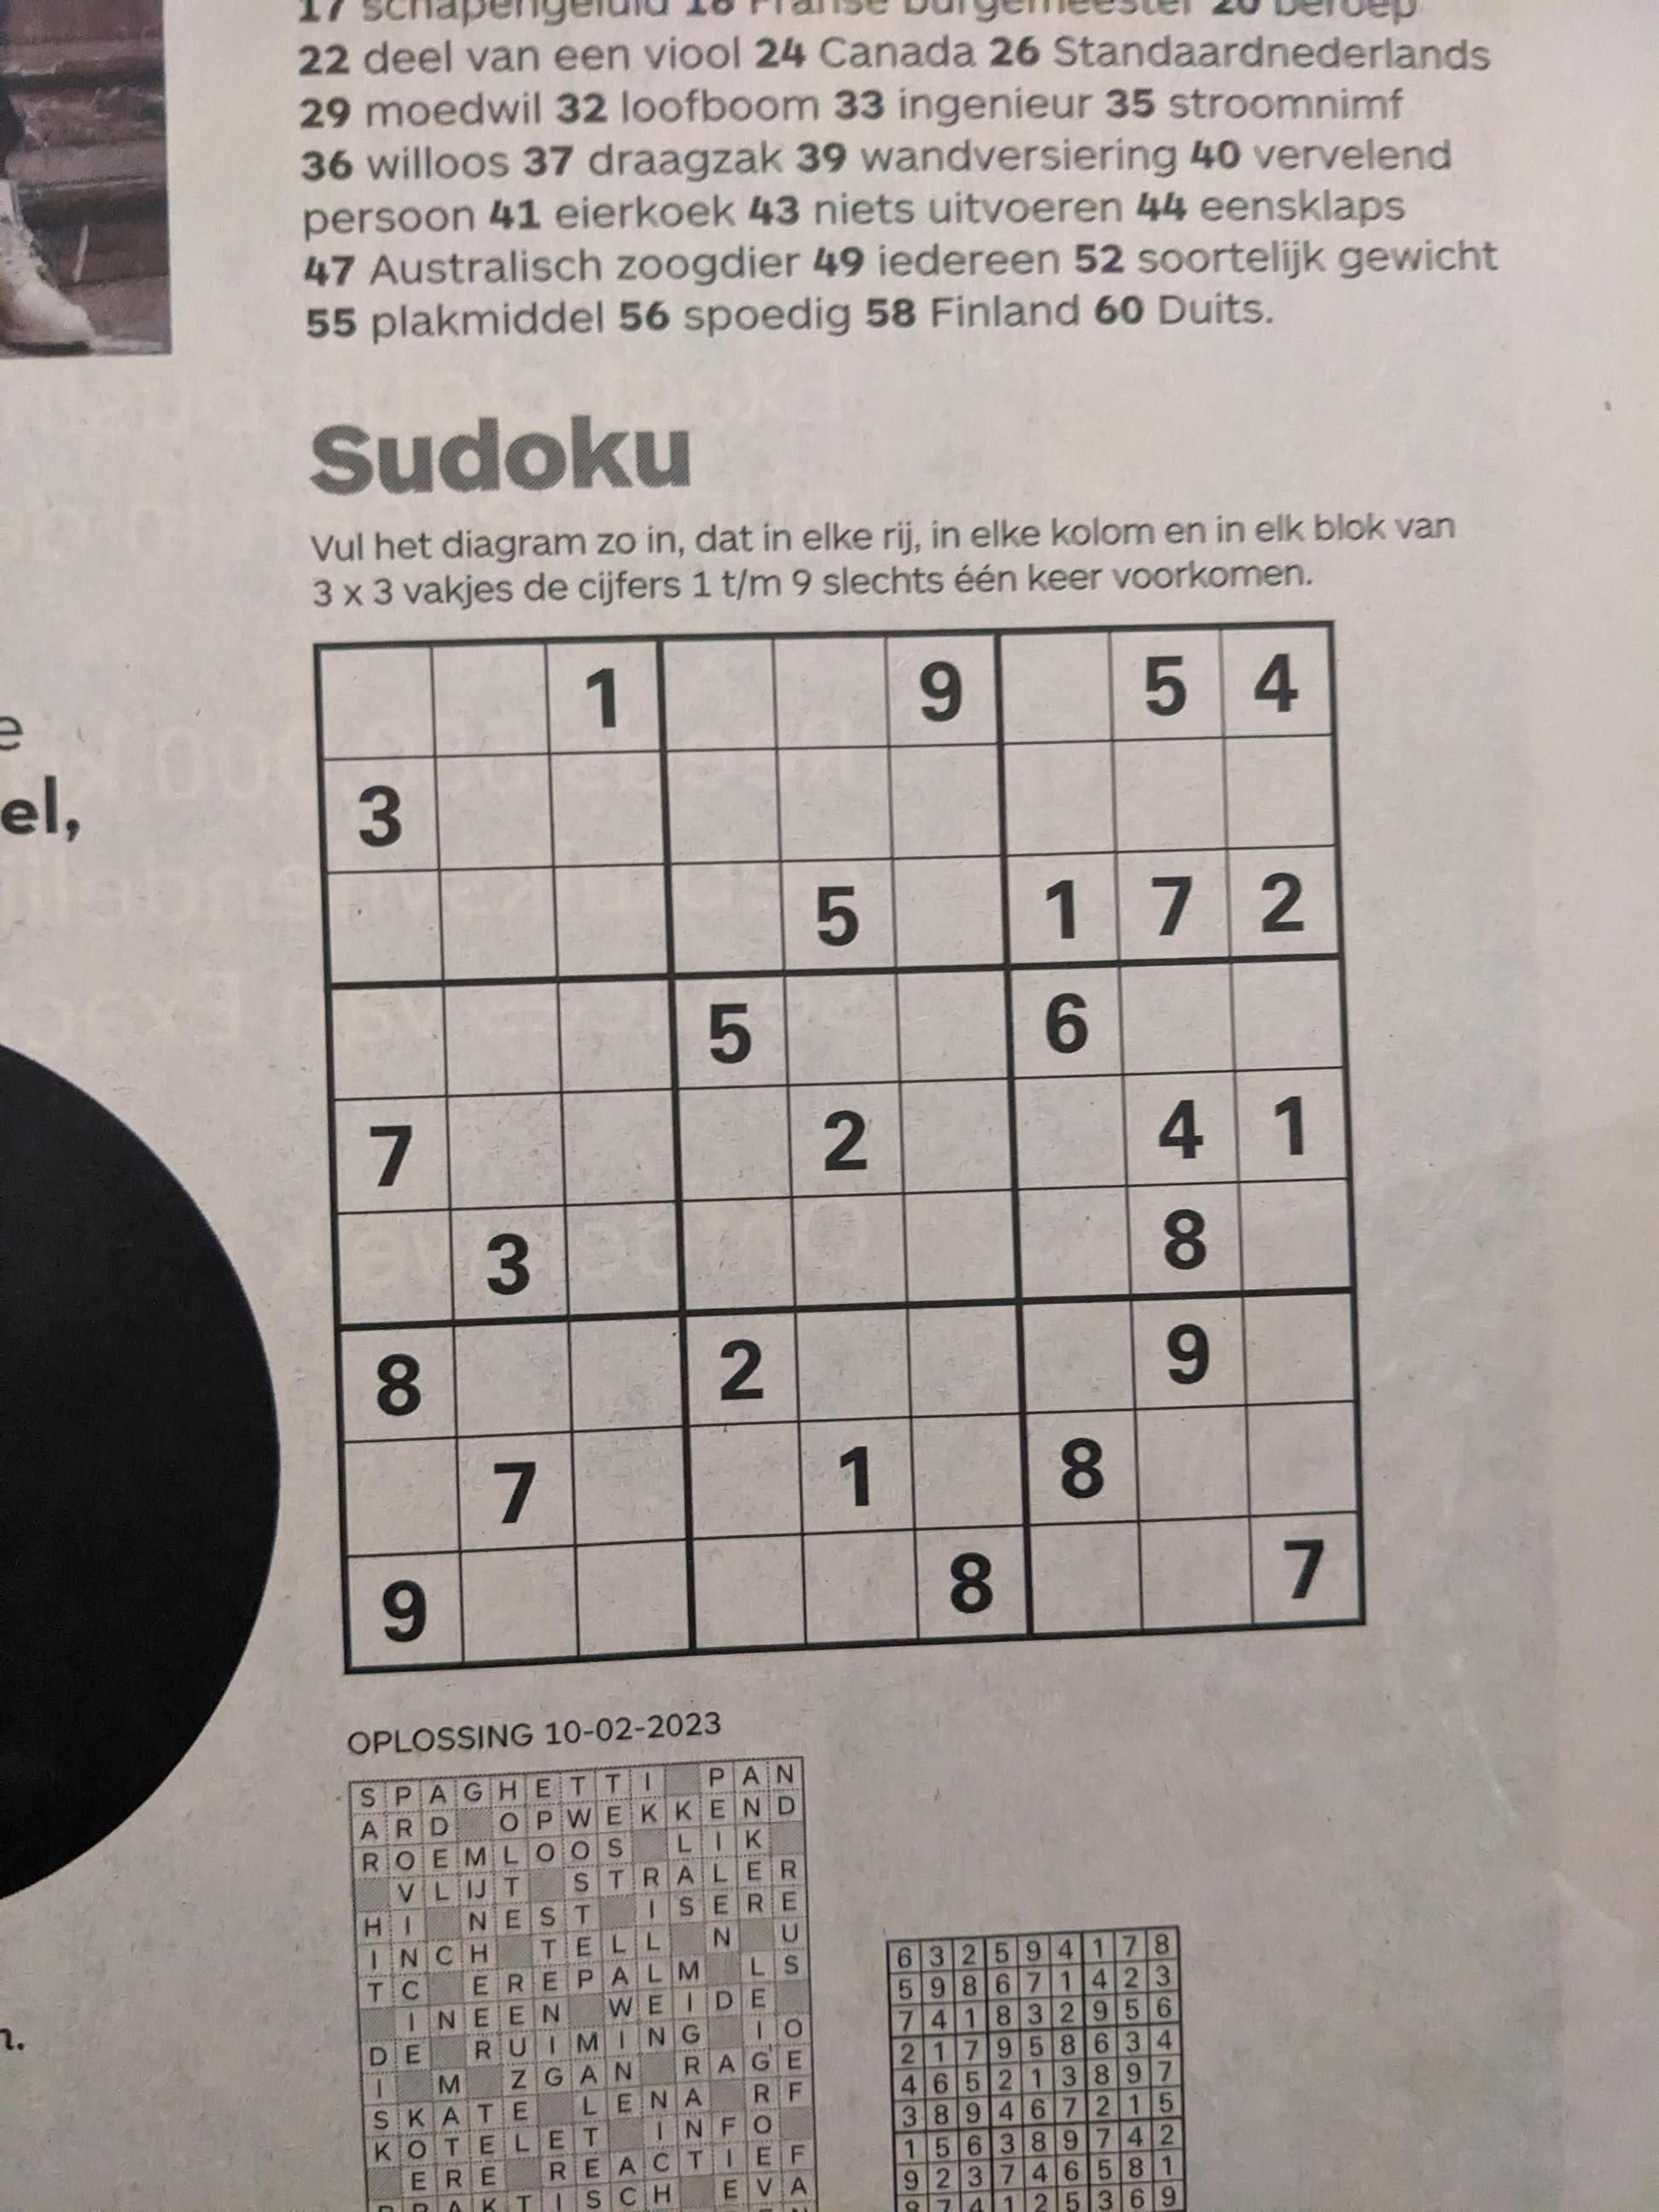 17 schapengeluid 18 Franse burgemeester 20 beroep
22 deel van een viool 24 Canada 26 Standaardnederlands
29 moedwil 32 loofboom 33 ingenieur 35 stroomnimf
36 willoos 37 draagzak 39 wandversiering 40 vervelend
persoon 41 eierkoek 43 niets uitvoeren 44 eensklaps
47 Australisch zoogdier 49 iedereen 52 soortelijk gewicht
55 plakmiddel 56 spoedig 58 Finland 60 Duits.
Sudoku
Vul het diagram zo in, dat in elke rij, in elke kolom en in elk blok van
3 x 3 vakjes de cijfers 1 t/m 9 slechts één keer voorkomen.
e
el,
1 9 5 4
3
5 1 7 2
5 6
7 2 4 1
3 8
8 2 9
7 1 8
9 8 7
OPLOSSING 10-02-2023
SPAGHETTI PAN
ARD OPWEKKEND
ROEMLOOS LIK
VLIJT STRALER
HI NEST ISERE
INCH TELL N U
TC EREPALM LS
INEEN WEIDE
DE RUIMING IO
I M ZGAN RAGE
SKATE LENA RF
KOTELET INFO
ERE REACTIEF
AKTISCH EVA
n.
6 3 2 5 9 4 1 7 8
5 9 8 6 7 1 4 2 3
7 4 1 8 3 2 9 5 6
2 1 7 9 5 8 6 3 4
4 6 5 2 1 3 8 9 7
3 8 9 4 6 7 2 1 5
1 5 6 3 8 9 7 4 2
9 2 3 7 4 6 5 8 1
8 7 4 1 2 5 3 6 9